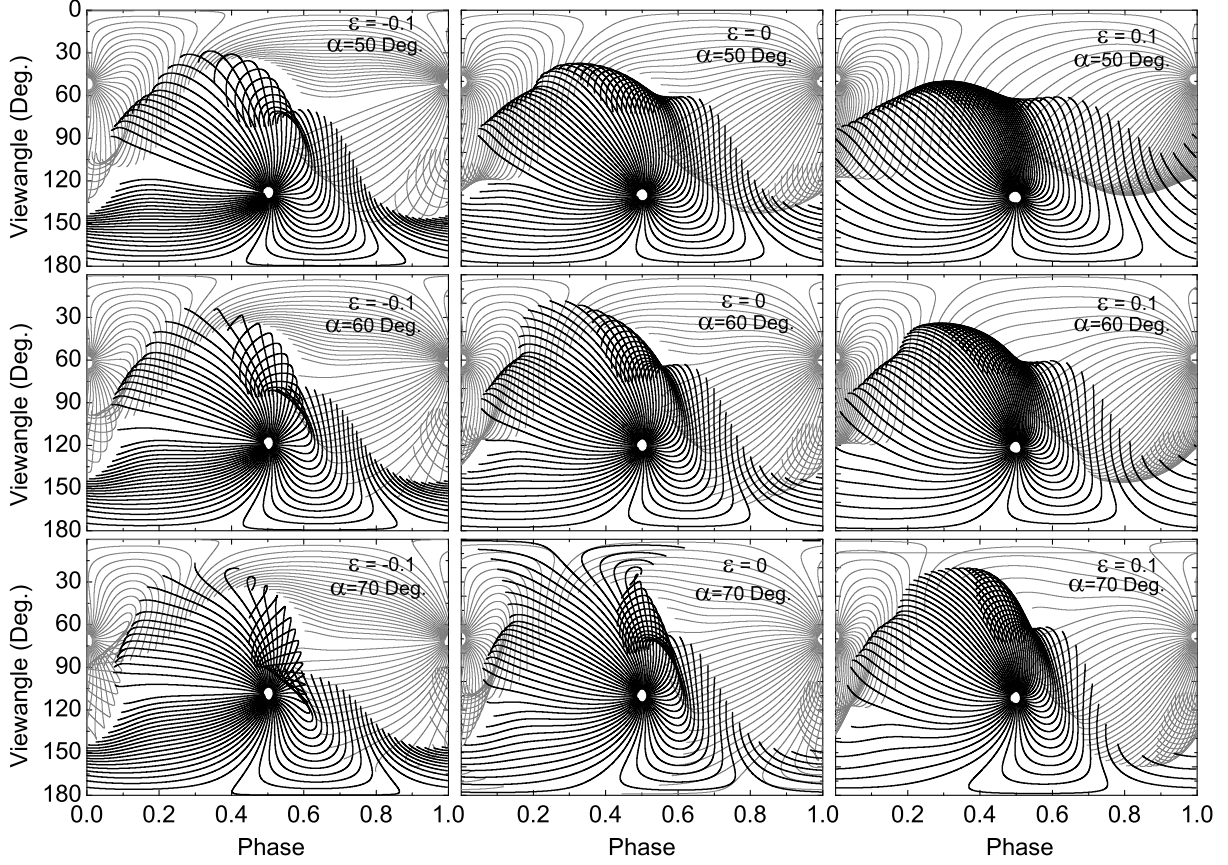 ε = -0.1
α=50 Deg.
ε = 0
α=50 Deg.
ε = 0.1
α=50 Deg.
0
30
60
90
120
150
180
Viewangle (Deg.)
ε = -0.1
α=60 Deg.
ε = 0
α=60 Deg.
ε = 0.1
α=60 Deg.
30
60
90
120
150
180
Viewangle (Deg.)
ε = -0.1
α=70 Deg.
ε = 0
α=70 Deg.
ε = 0.1
α=70 Deg.
30
60
90
120
150
180
Viewangle (Deg.)
0.0 0.2 0.4 0.6 0.8 1.0 0.2 0.4 0.6 0.8 1.0 0.2 0.4 0.6 0.8 1.0
Phase Phase Phase